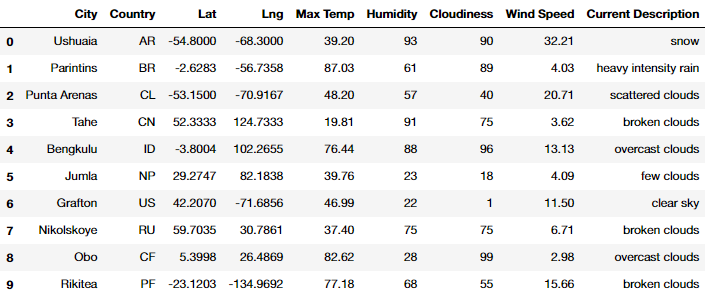 City Country Lat Lng Max Temp Humidity Cloudiness Wind Speed Current Description
0 Ushuaia AR -54.8000 -68.3000 39.20 93 90 32.21 snow
1 Parintins BR -2.6283 -56.7358 87.03 61 89 4.03 heavy intensity rain
2 Punta Arenas CL -53.1500 -70.9167 48.20 57 40 20.71 scattered clouds
3 Tahe CN 52.3333 124.7333 19.81 91 75 3.62 broken clouds
4 Bengkulu ID -3.8004 102.2655 76.44 88 96 13.13 overcast clouds
5 Jumla NP 29.2747 82.1838 39.76 23 18 4.09 few clouds
6 Grafton US 42.2070 -71.6856 46.99 22 1 11.50 clear sky
7 Nikolskoye RU 59.7035 30.7861 37.40 75 75 6.71 broken clouds
8 Obo CF 5.3998 26.4869 82.62 28 99 2.98 overcast clouds
9 Rikitea PF -23.1203 -134.9692 77.18 68 55 15.66 broken clouds